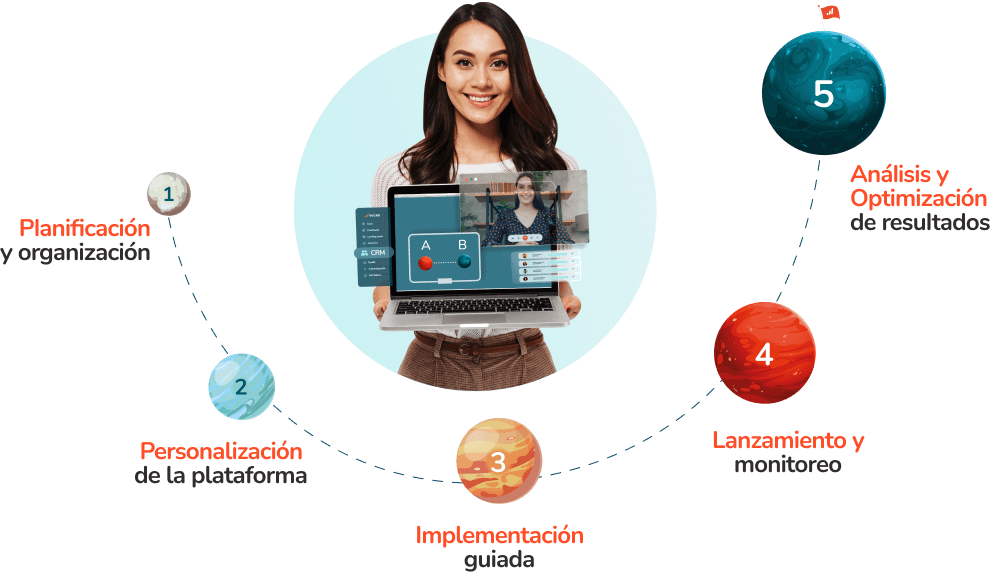 1
Planificación
y organización
2
Personalización
de la plataforma
3
Implementación
guiada
4
Lanzamiento y
monitoreo
5
Análisis y
Optimización
de resultados
CRM
A
B